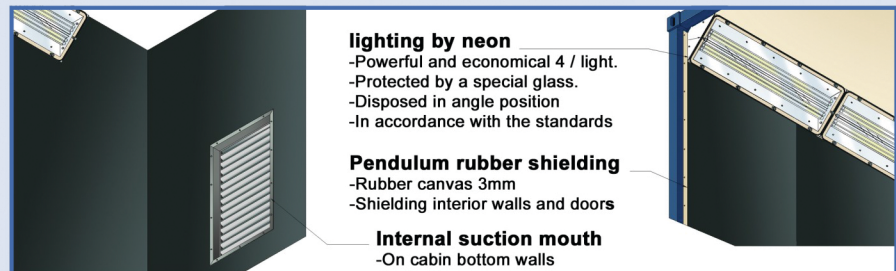 lighting by neon
-Powerful and economical 4 / light.
-Protected by a special glass.
-Disposed in angle position
-In accordance with the standards
Pendulum rubber shielding
-Rubber canvas 3mm
-Shielding interior walls and doors
Internal suction mouth
-On cabin bottom walls